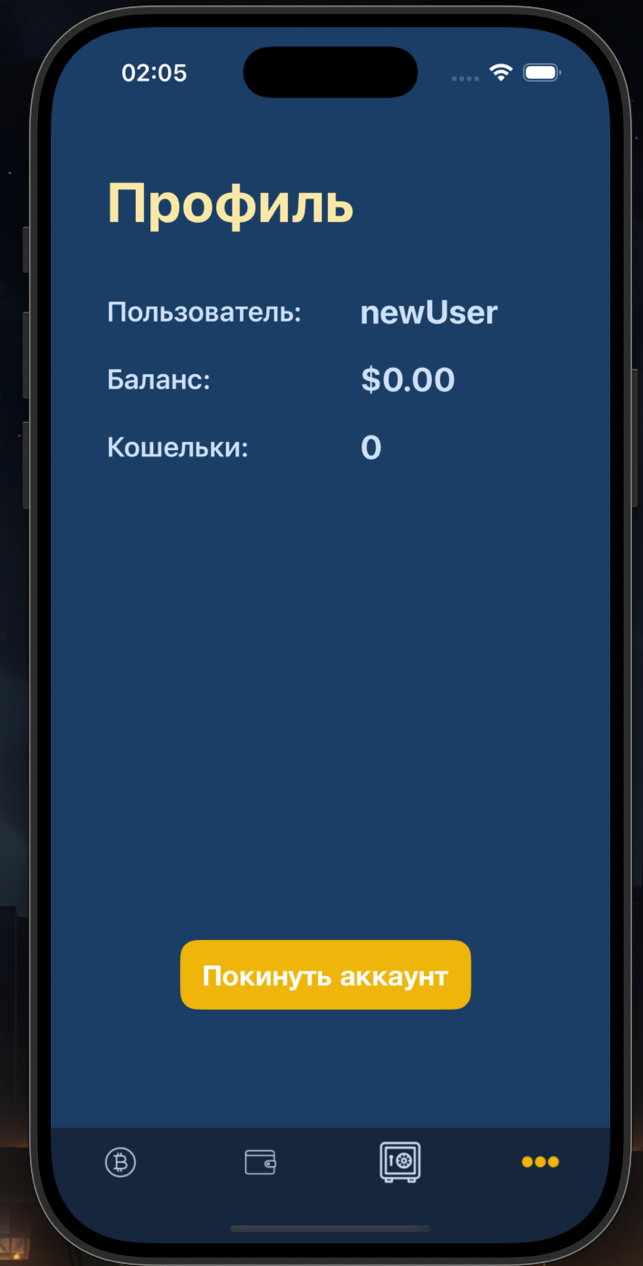 02:05
Профиль
Пользователь: newUser
Баланс: $0.00
Кошельки: 0
Покинуть аккаунт